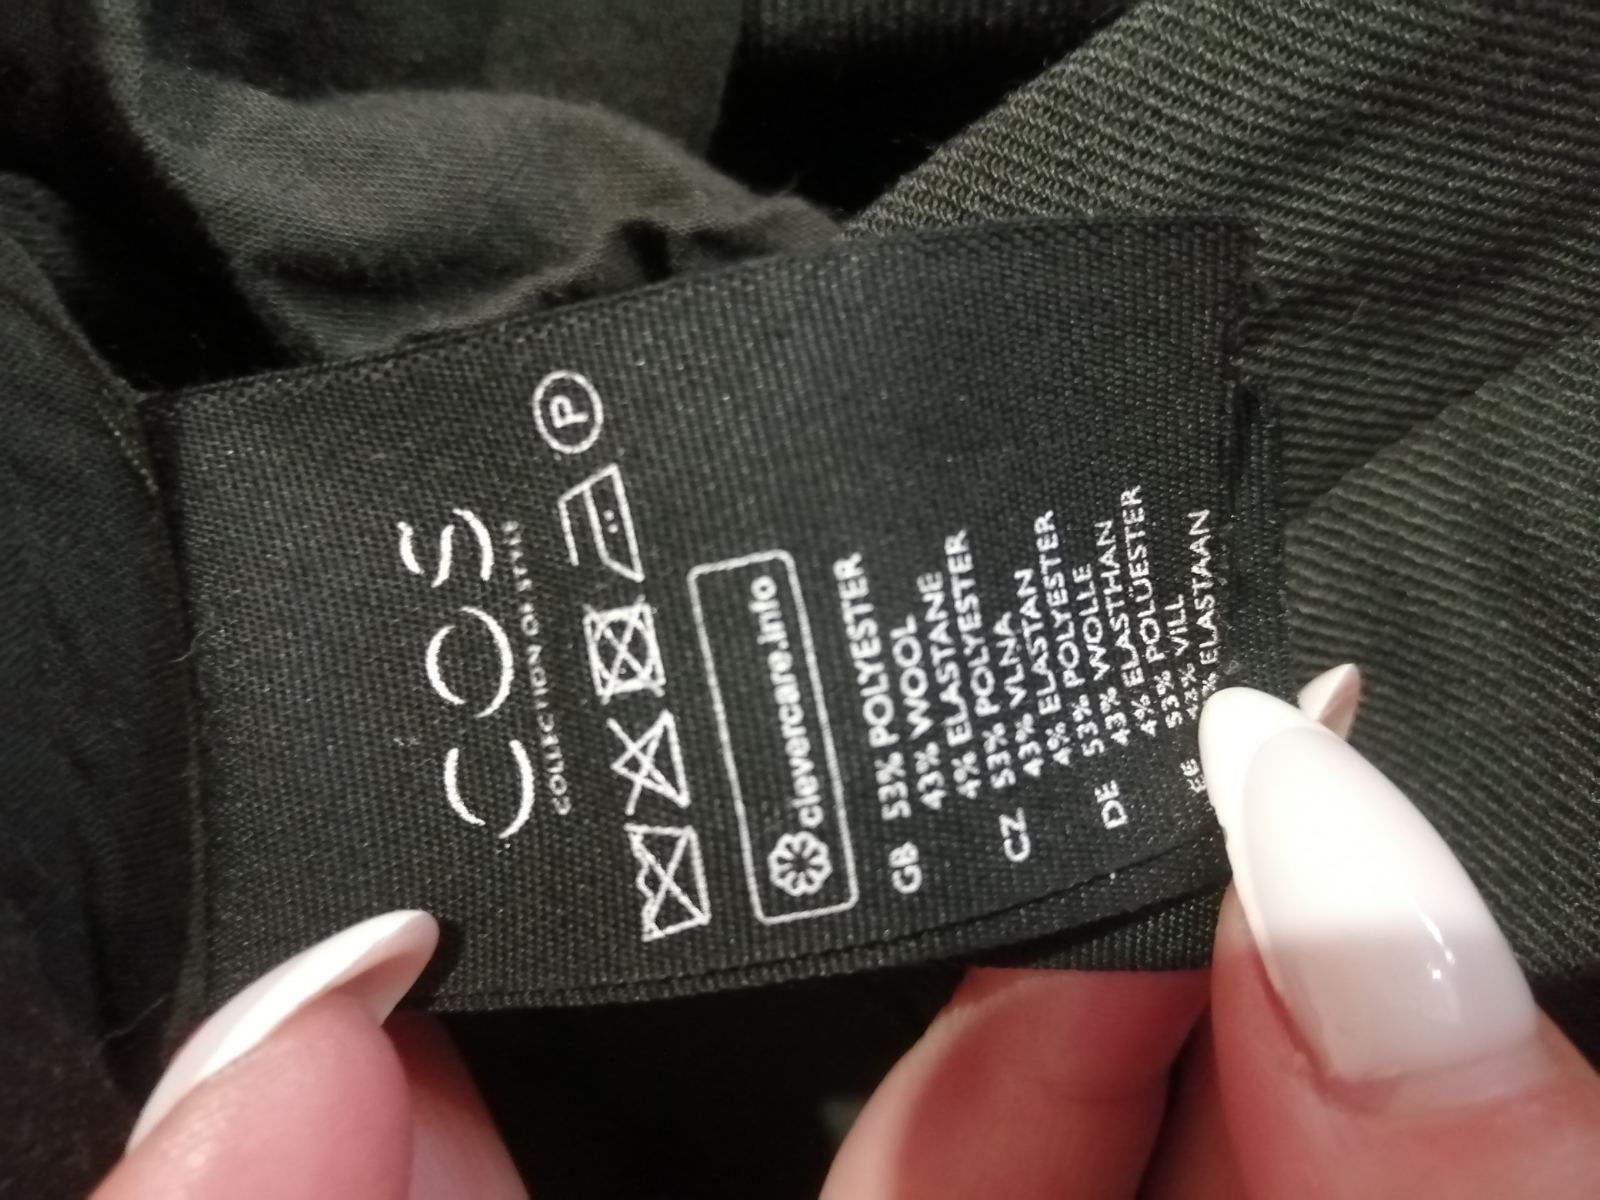 COS
COLLECTION OF STYLE
P
clevercare.info
GB 53% POLYESTER
43% WOOL
4% ELASTANE
CZ 53% POLYESTER
43% VLNA
4% ELASTAN
DE 53% POLYESTER
43% WOLLE
4% ELASTHAN
EE 53% POLÜESTER
43% VILL
% ELASTAAN